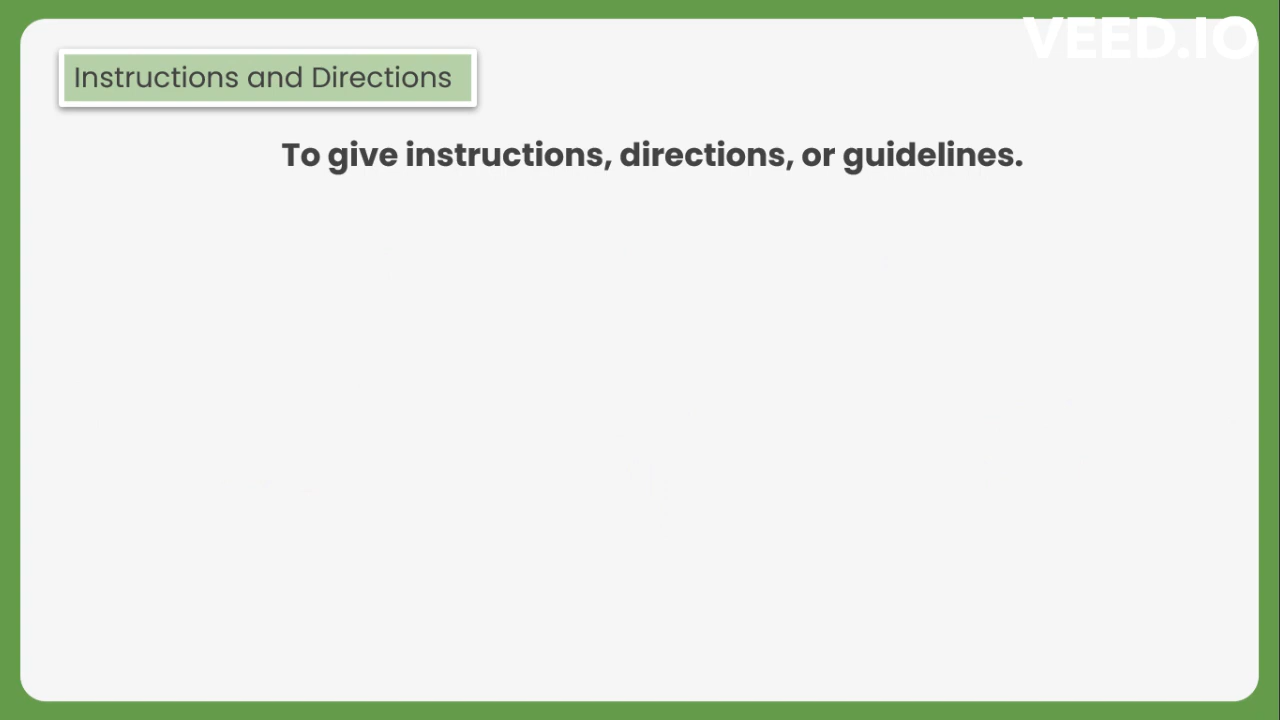 VEED.IO
Instructions and Directions
To give instructions, directions, or guidelines.